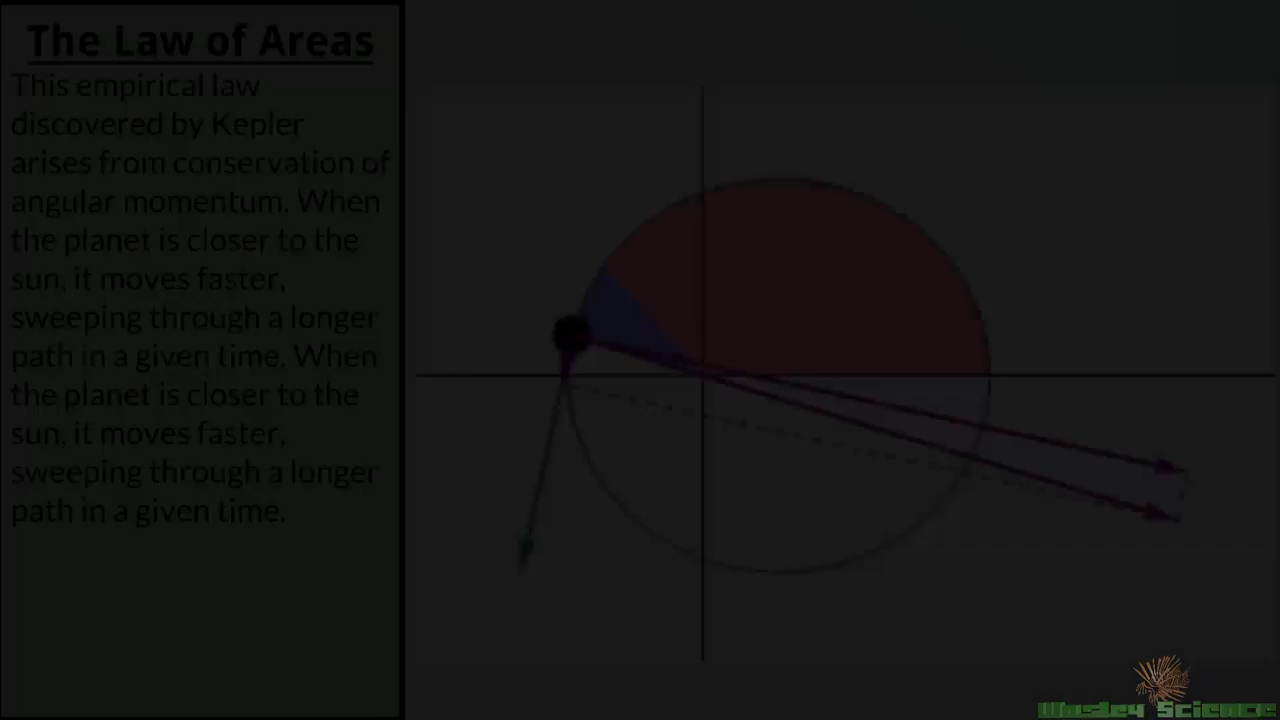 The Law of Areas
This empirical law
discovered by Kepler
arises from conservation of
angular momentum. When
the planet is closer to the
sun, it moves faster,
sweeping through a longer
path in a given time. When
the planet is closer to the
sun, it moves faster,
sweeping through a longer
path in a given time.
Science